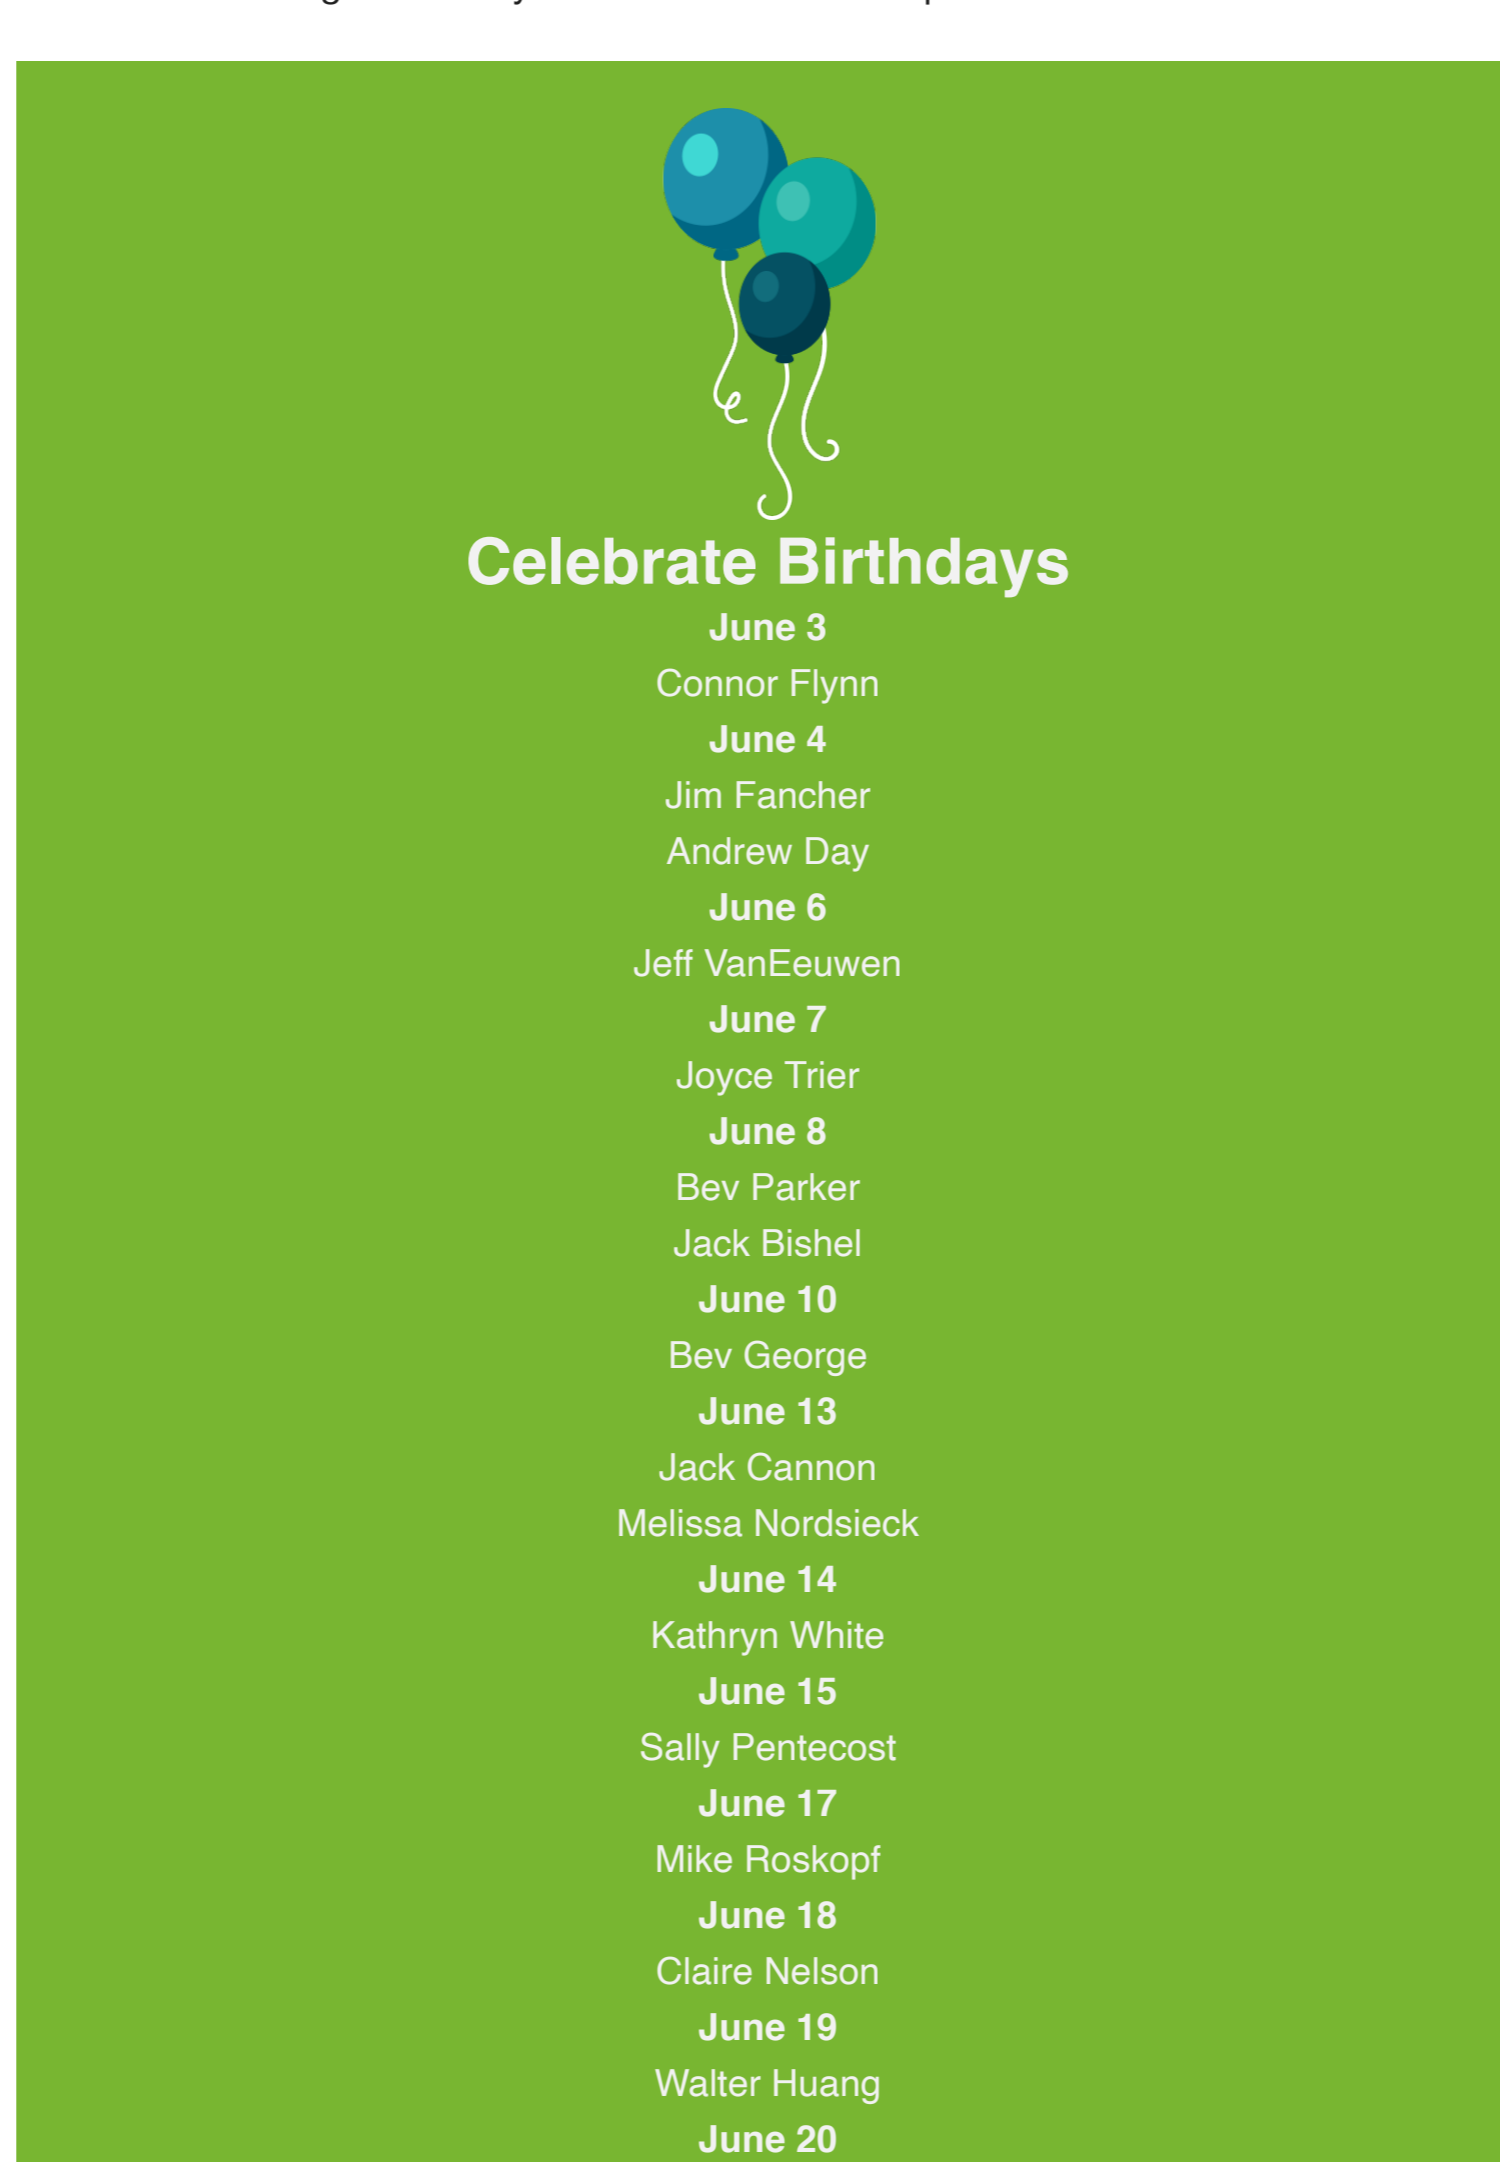 Celebrate Birthdays
June 3
Connor Flynn
June 4
Jim Fancher
Andrew Day
June 6
Jeff VanEeuwen
June 7
Joyce Trier
June 8
Bev Parker
Jack Bishel
June 10
Bev George
June 13
Jack Cannon
Melissa Nordsieck
June 14
Kathryn White
June 15
Sally Pentecost
June 17
Mike Roskopf
June 18
Claire Nelson
June 19
Walter Huang
June 20